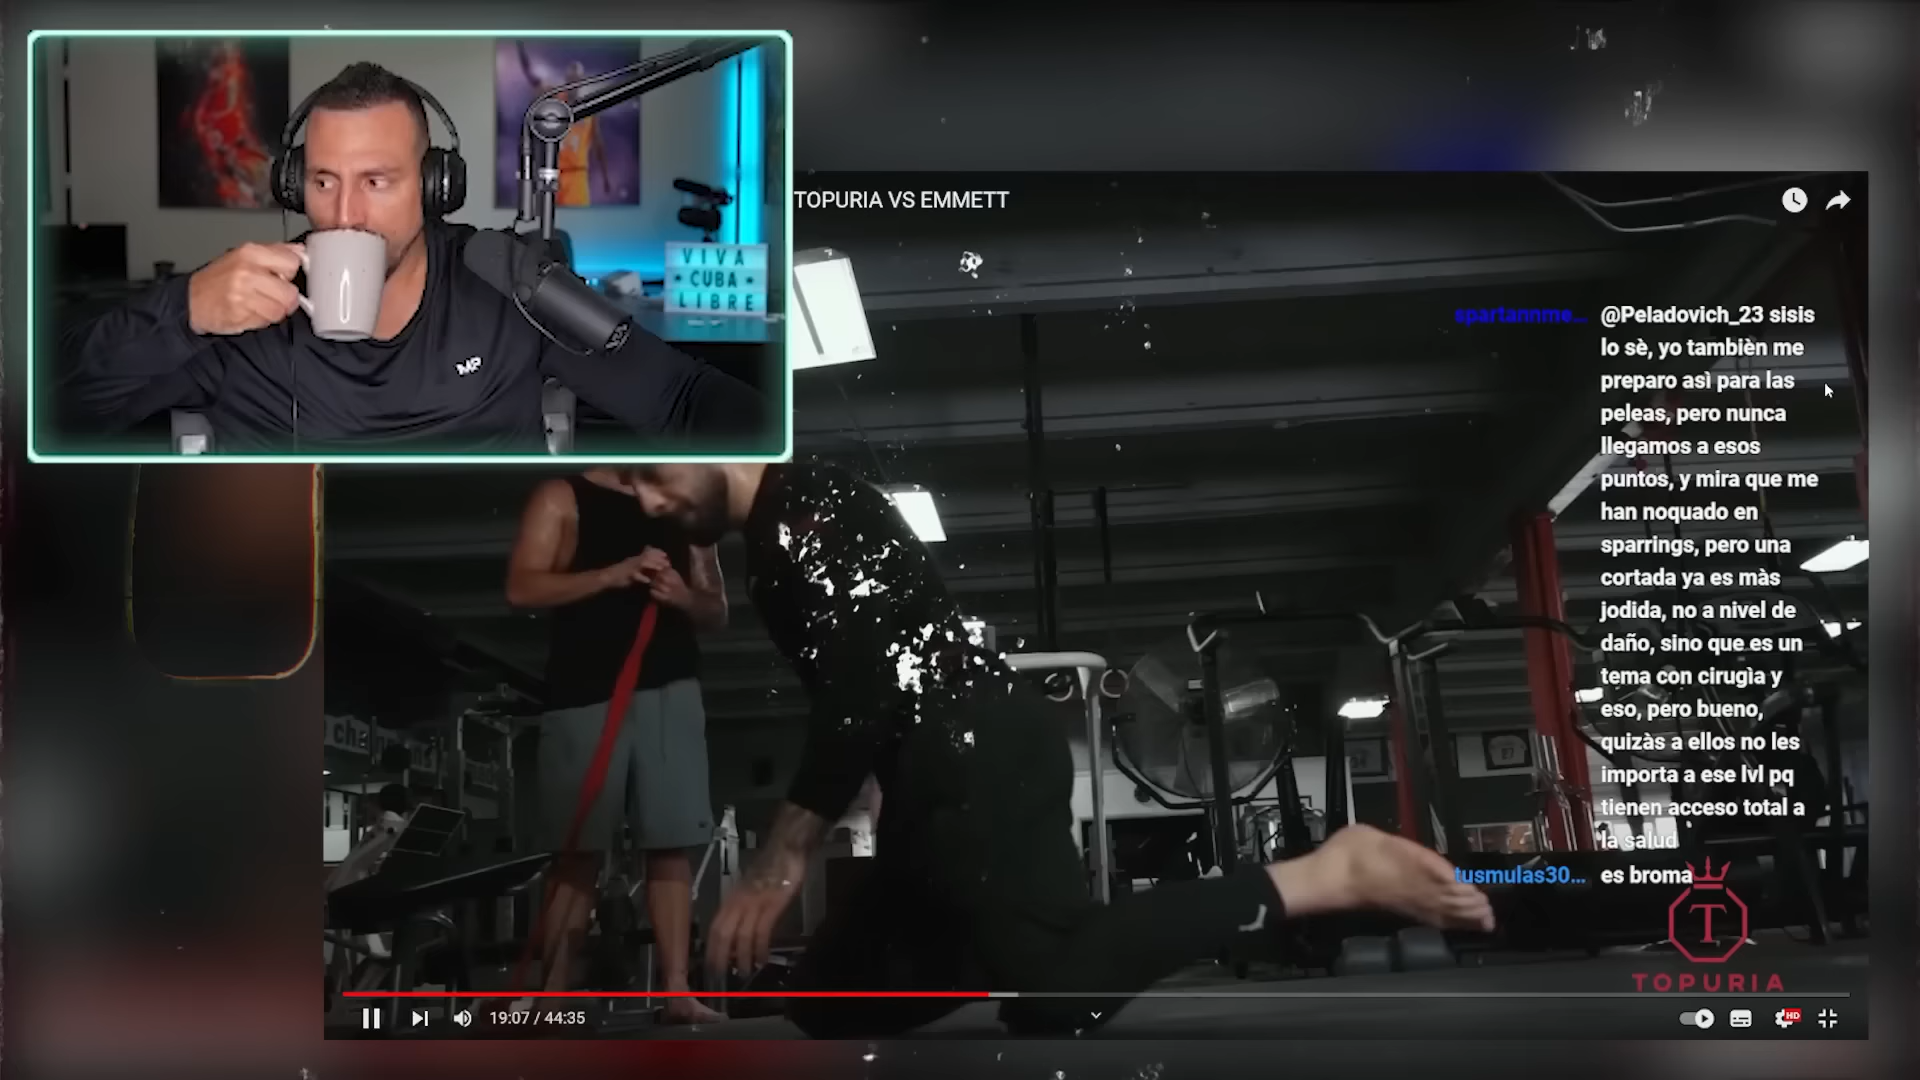 VIVA
• CUBA •
LIBRE
TOPURIA VS EMMETT
spartannme... @Peladovich_23 sisis
lo sè, yo tambièn me
preparo asì para las
peleas, pero nunca
llegamos a esos
puntos, y mira que me
han noquado en
sparrings, pero una
cortada ya es màs
jodida, no a nivel de
daño, sino que es un
tema con cirugìa y
eso, pero bueno,
quizàs a ellos no les
importa a ese lvl pq
tienen acceso total a
la salud
tusmulas30... es broma
T
TOPURIA
19:07 / 44:35
HD